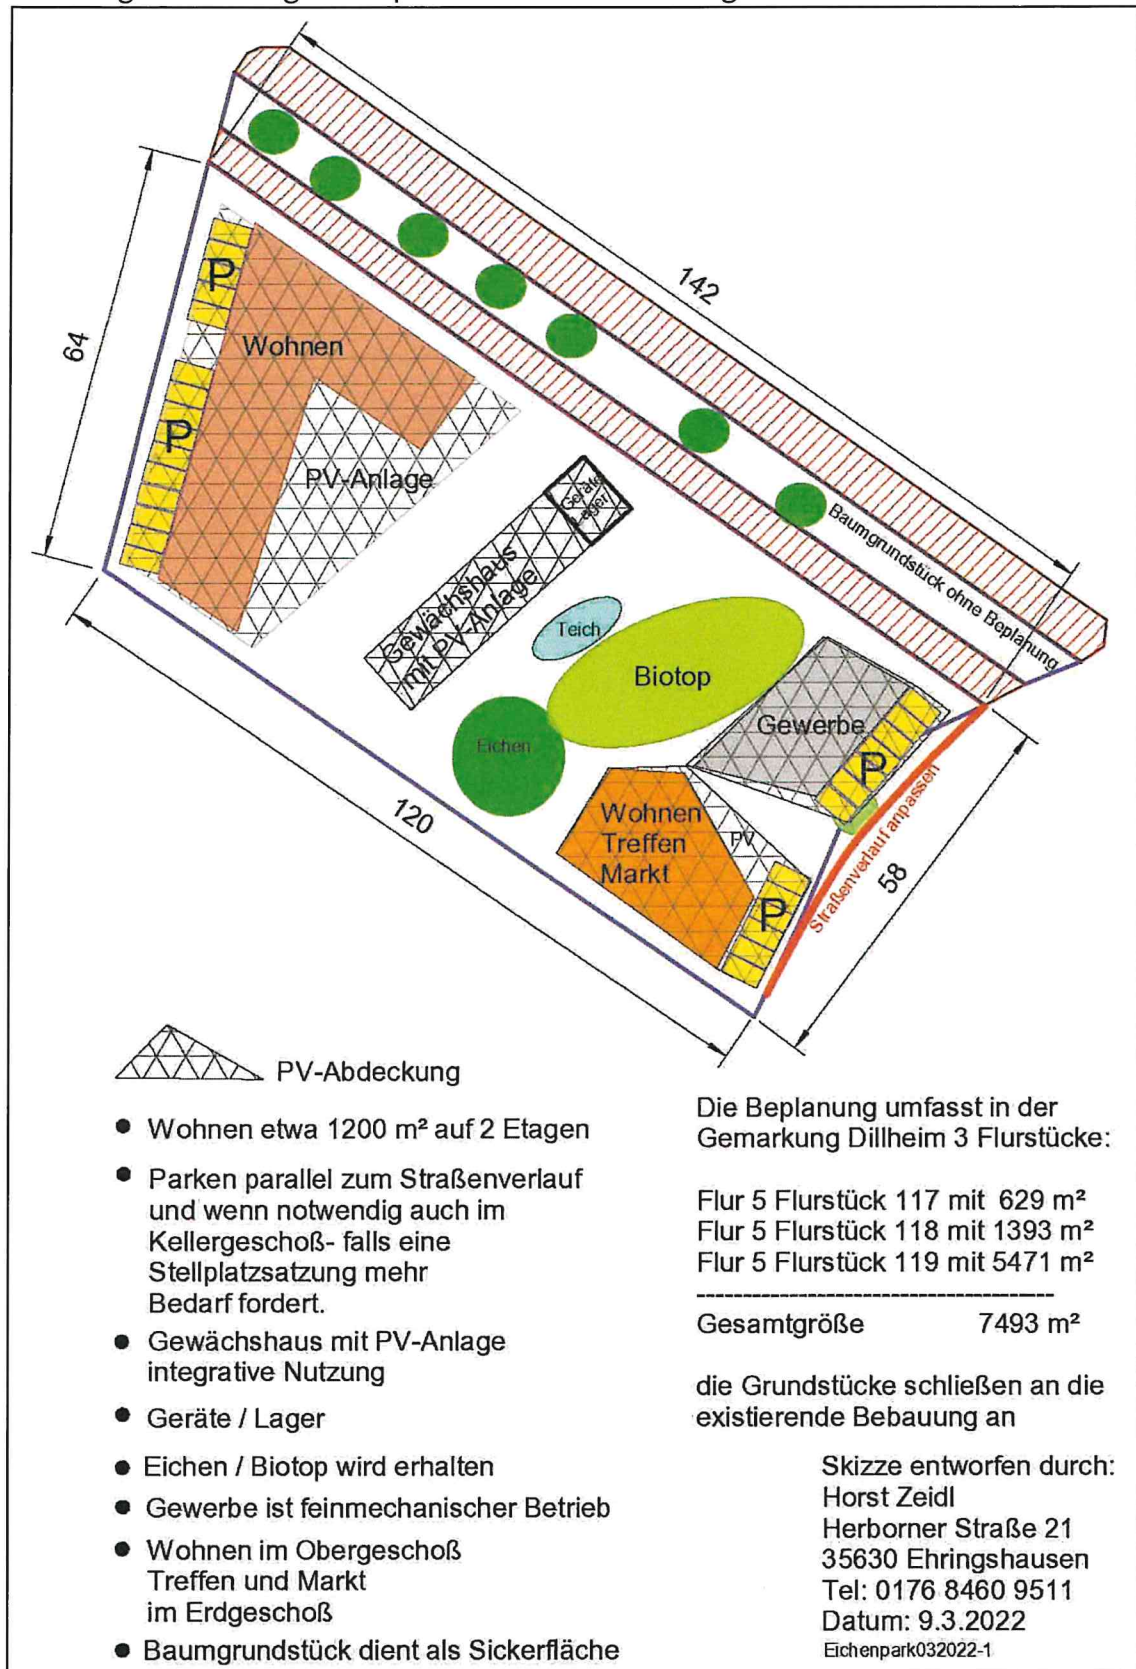 142
64
P
Wohnen
P
PV-Anlage
Geräte
Lager
Gewächshaus
mit PV-Anlage
Baumgrundstück ohne Beplanung
Teich
Biotop
Eichen
Gewerbe
P
Wohnen
Treffen
Markt
PV
P
Straßenverlauf anpassen
120
58
PV-Abdeckung
● Wohnen etwa 1200 m² auf 2 Etagen
● Parken parallel zum Straßenverlauf
und wenn notwendig auch im
Kellergeschoß- falls eine
Stellplatzsatzung mehr
Bedarf fordert.
● Gewächshaus mit PV-Anlage
integrative Nutzung
● Geräte / Lager
● Eichen / Biotop wird erhalten
● Gewerbe ist feinmechanischer Betrieb
● Wohnen im Obergeschoß
Treffen und Markt
im Erdgeschoß
● Baumgrundstück dient als Sickerfläche
Die Beplanung umfasst in der
Gemarkung Dillheim 3 Flurstücke:
Flur 5 Flurstück 117 mit 629 m²
Flur 5 Flurstück 118 mit 1393 m²
Flur 5 Flurstück 119 mit 5471 m²
---------------------------------------
Gesamtgröße 7493 m²
die Grundstücke schließen an die
existierende Bebauung an
Skizze entworfen durch:
Horst Zeidl
Herborner Straße 21
35630 Ehringshausen
Tel: 0176 8460 9511
Datum: 9.3.2022
Eichenpark032022-1